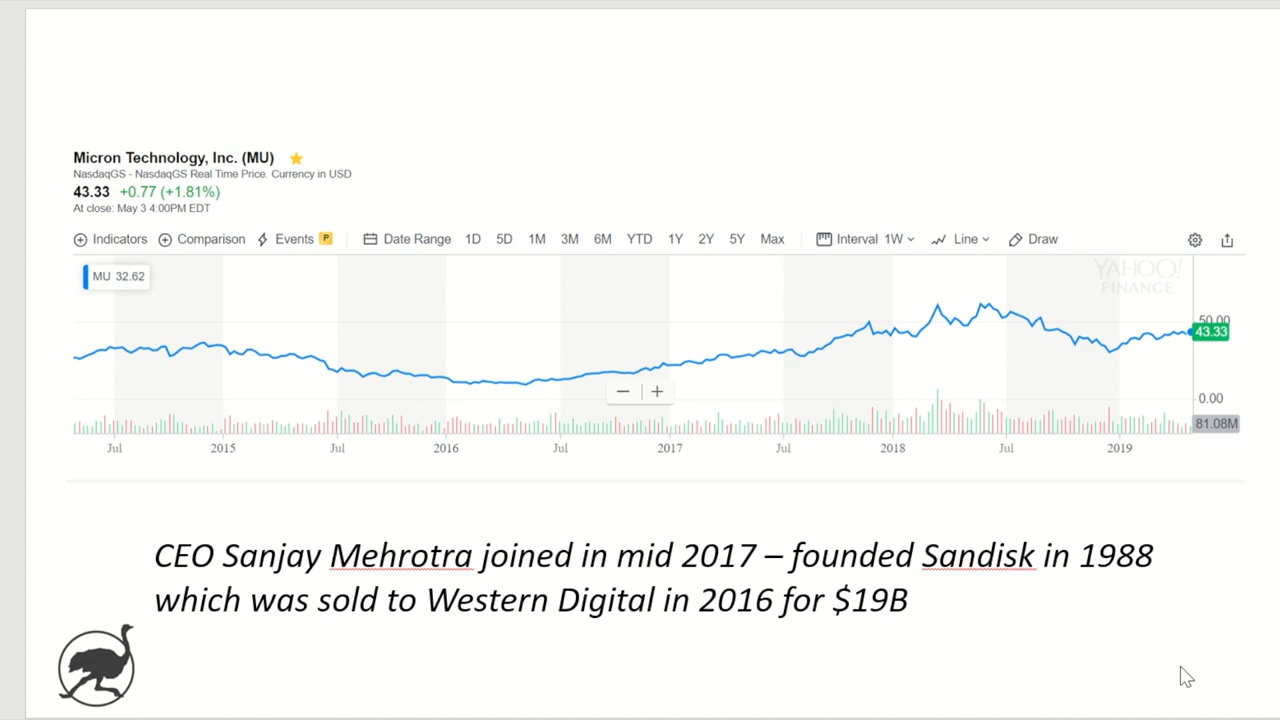 Micron Technology, Inc. (MU)
NasdaqGS - NasdaqGS Real Time Price. Currency in USD
43.33 +0.77 (+1.81%)
At close: May 3 4:00PM EDT
Indicators Comparison Events P Date Range 1D 5D 1M 3M 6M YTD 1Y 2Y 5Y Max Interval 1W Line Draw
MU 32.62
YAHOO!
FINANCE
50.00
43.33
0.00
81.08M
Jul 2015 Jul 2016 Jul 2017 Jul 2018 Jul 2019
CEO Sanjay Mehrotra joined in mid 2017 – founded Sandisk in 1988
which was sold to Western Digital in 2016 for $19B